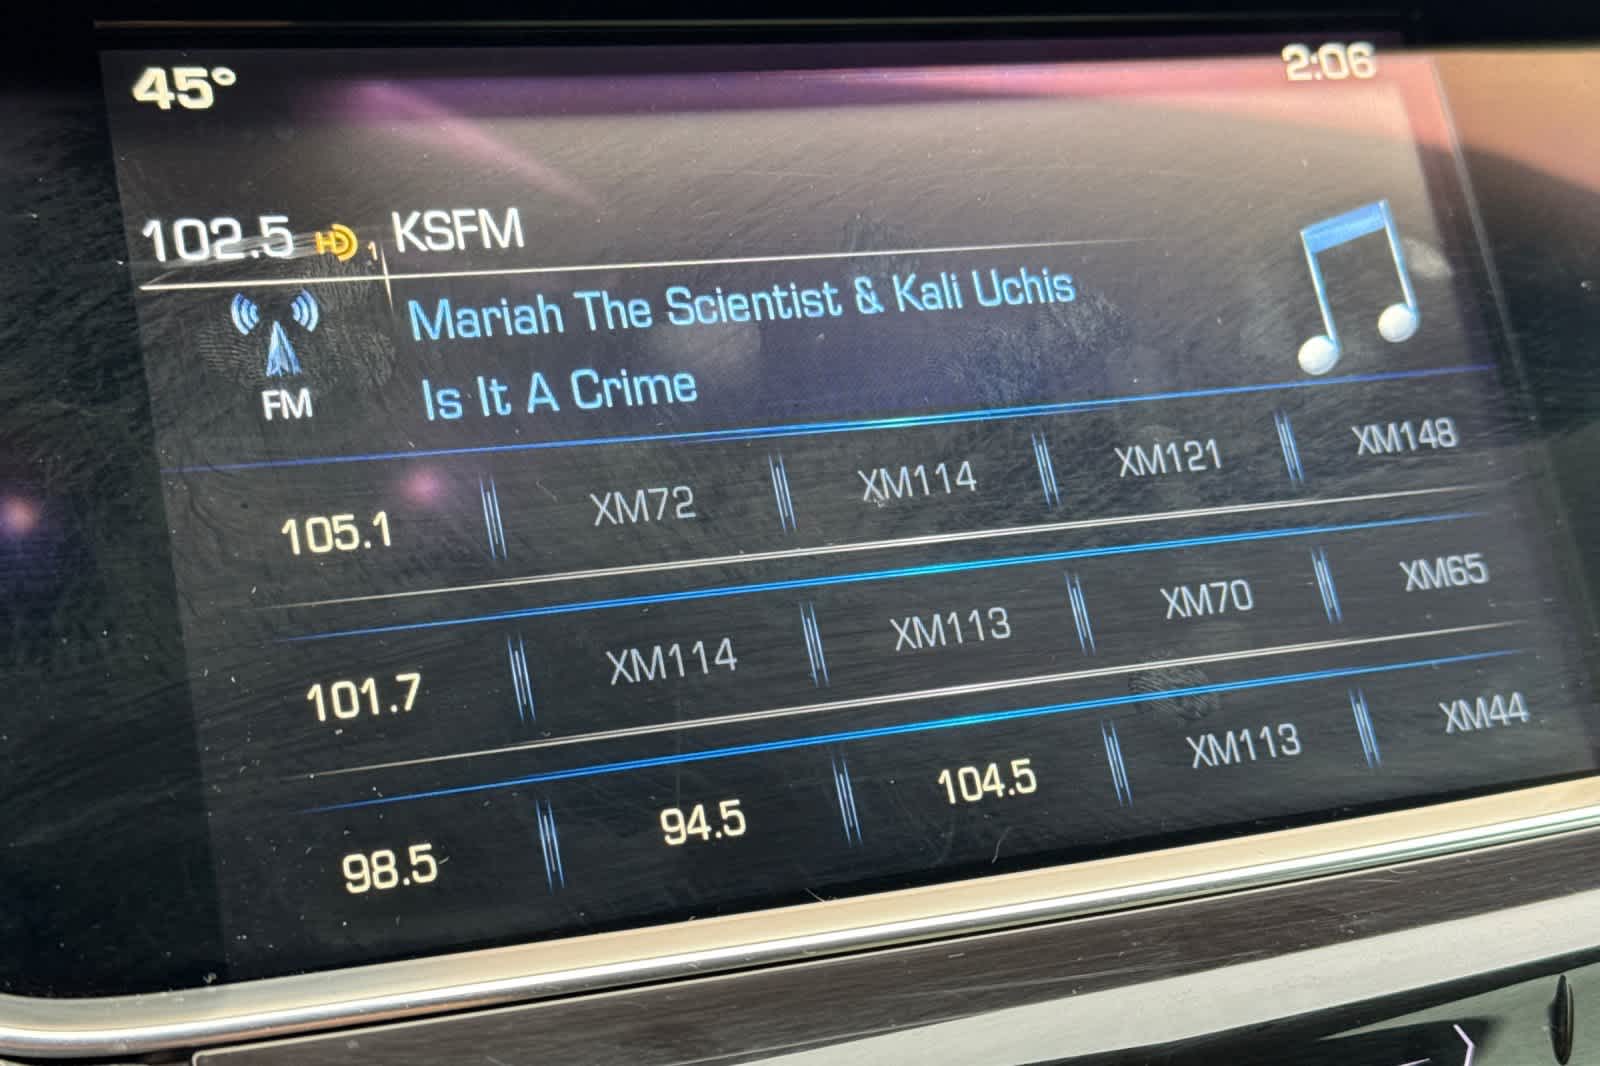 45° 2:06
102.5 HD 1 KSFM
Mariah The Scientist & Kali Uchis
Is It A Crime
FM
105.1 XM72 XM114 XM121 XM148
101.7 XM114 XM113 XM70 XM65
98.5 94.5 104.5 XM113 XM44